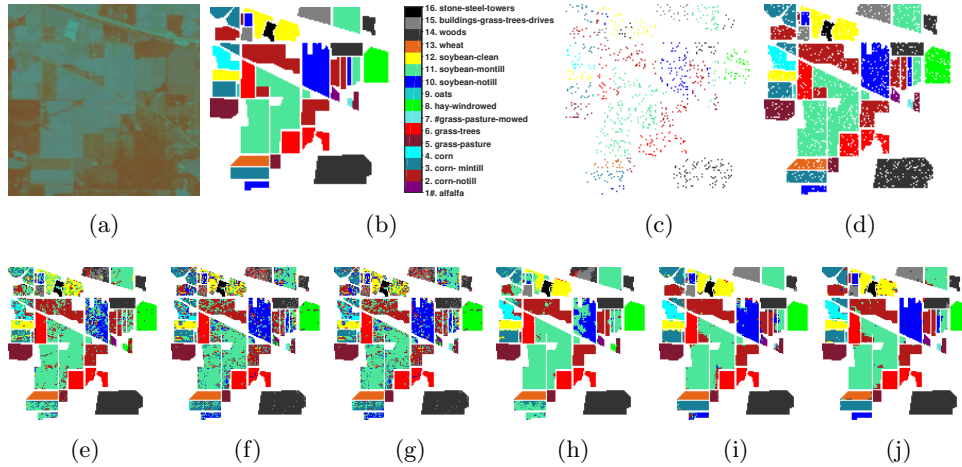 16. stone-steel-towers
15. buildings-grass-trees-drives
14. woods
13. wheat
12. soybean-clean
11. soybean-montill
10. soybean-notill
9. oats
8. hay-windrowed
7. #grass-pasture-mowed
6. grass-trees
5. grass-pasture
4. corn
3. corn- mintill
2. corn-notill
1#. alfalfa
(a) (b) (c) (d)
(e) (f) (g) (h) (i) (j)